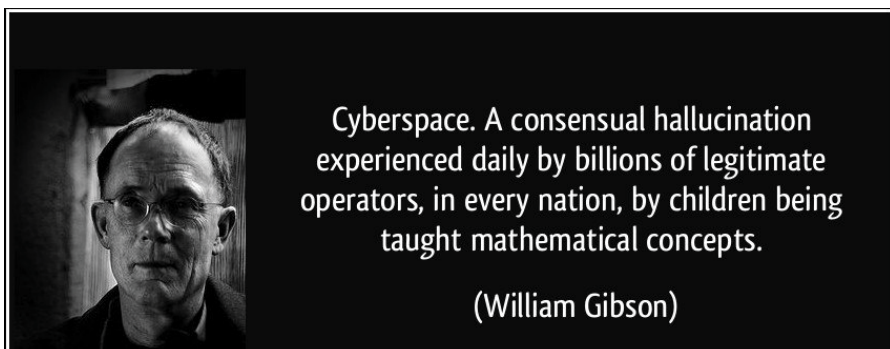 Cyberspace. A consensual hallucination
experienced daily by billions of legitimate
operators, in every nation, by children being
taught mathematical concepts.
(William Gibson)